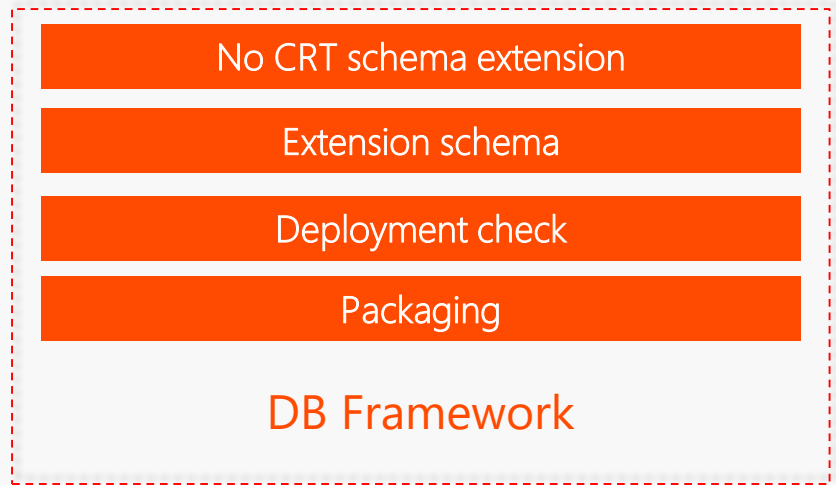 No CRT schema extension
Extension schema
Deployment check
Packaging
DB Framework